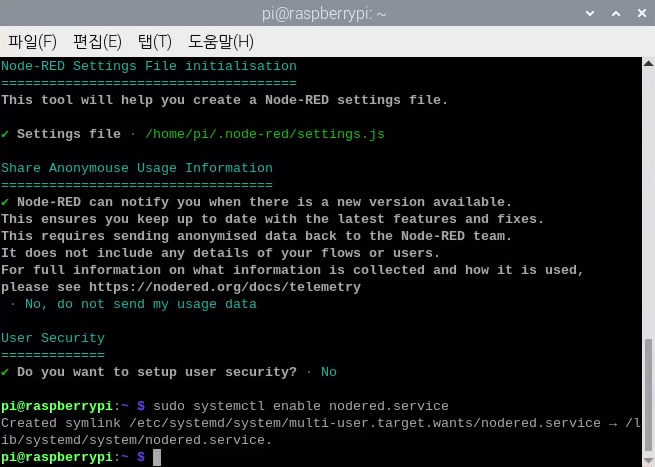 pi@raspberrypi: ~
파일(F) 편집(E) 탭(T) 도움말(H)
Node-RED Settings File initialisation
=====================================
This tool will help you create a Node-RED settings file.
✔ Settings file · /home/pi/.node-red/settings.js
Share Anonymouse Usage Information
==================================
✔ Node-RED can notify you when there is a new version available.
This ensures you keep up to date with the latest features and fixes.
This requires sending anonymised data back to the Node-RED team.
It does not include any details of your flows or users.
For full information on what information is collected and how it is used,
please see https://nodered.org/docs/telemetry
· No, do not send my usage data
User Security
=============
✔ Do you want to setup user security? · No
pi@raspberrypi:~ $ sudo systemctl enable nodered.service
Created symlink /etc/systemd/system/multi-user.target.wants/nodered.service → /l
ib/systemd/system/nodered.service.
pi@raspberrypi:~ $